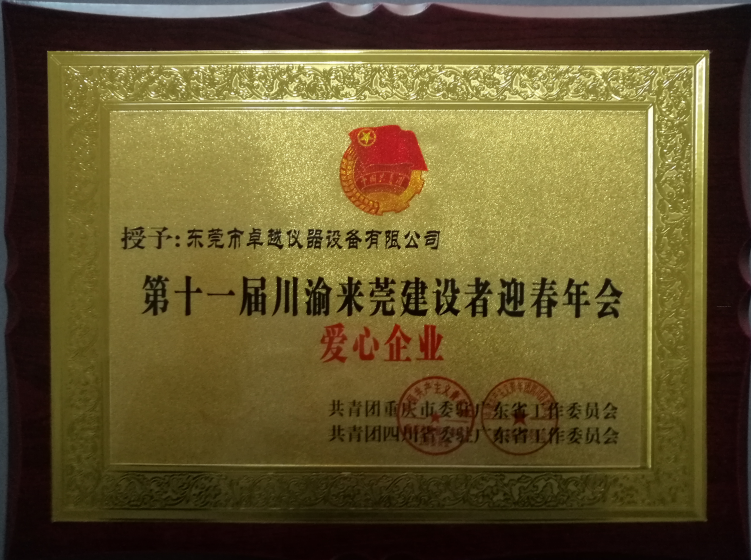 授予:东莞市卓越仪器设备有限公司
第十一届川渝来莞建设者迎春年会
爱心企业
共青团重庆市委驻广东省工作委员会
共青团四川省委驻广东省工作委员会